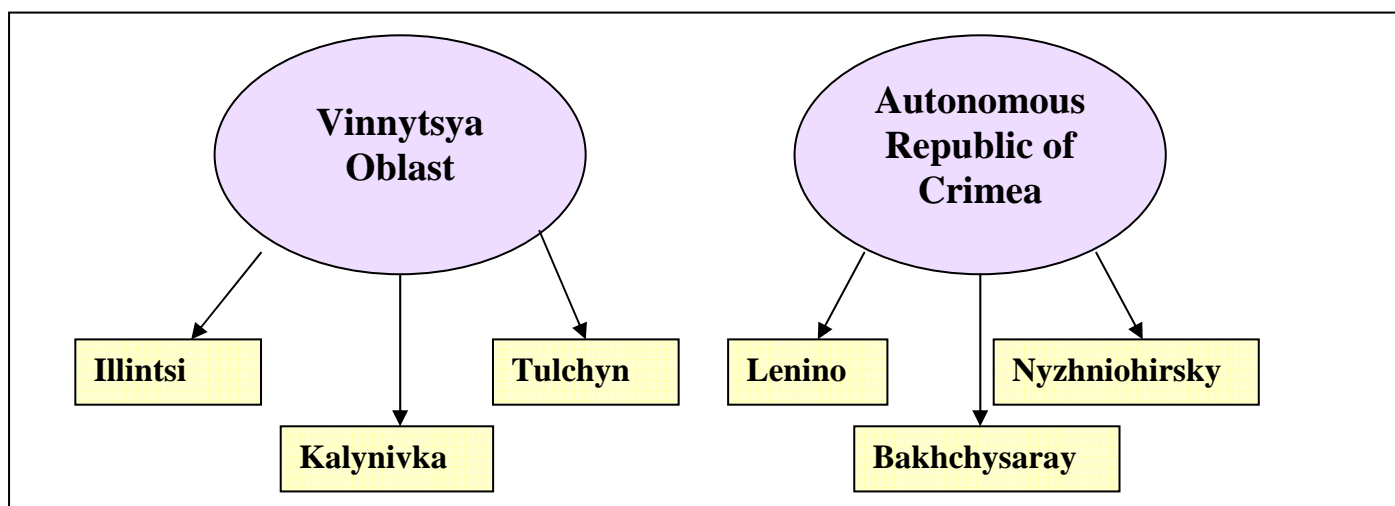 Vinnytsya
Oblast
Autonomous
Republic of
Crimea
Illintsi
Tulchyn
Kalynivka
Lenino
Nyzhniohirsky
Bakhchysaray